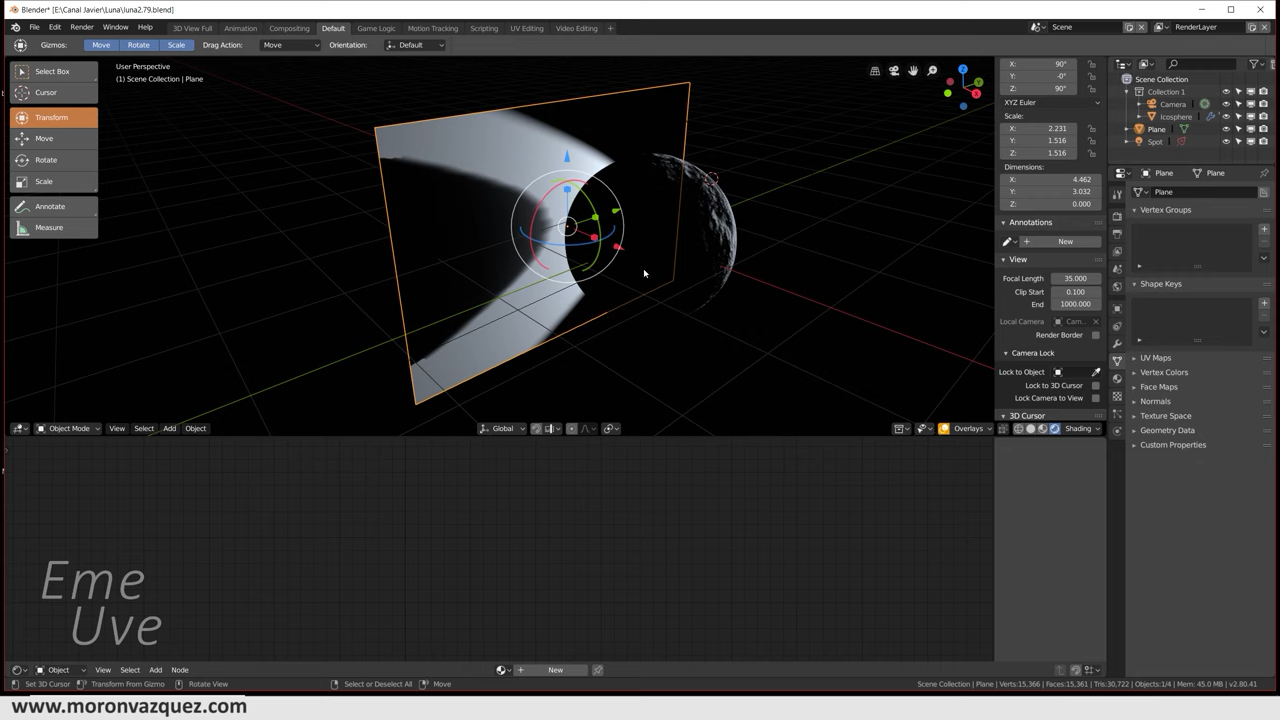 Blender* [E:\Canal Javier\Luna\luna2.79.blend]
File Edit Render Window Help 3D View Full Animation Compositing Default Game Logic Motion Tracking Scripting UV Editing Video Editing + Scene RenderLayer
Gizmos: Move Rotate Scale Drag Action: Move Orientation: Default
User Perspective
(1) Scene Collection | Plane
Select Box
Cursor
Transform
Move
Rotate
Scale
Annotate
Measure
X: 90°
Y: -0°
Z: 90°
XYZ Euler
Scale:
X: 2.231
Y: 1.516
Z: 1.516
Dimensions:
X: 4.462
Y: 3.032
Z: 0.000
Annotations
+ New
View
Focal Length 35.000
Clip Start 0.100
End 1000.000
Local Camera Cam...
Render Border
Camera Lock
Lock to Object
Lock to 3D Cursor
Lock Camera to View
3D Cursor
Scene Collection
Collection 1
Camera
Icosphere
Plane
Spot
Plane Plane
Plane
Vertex Groups
Shape Keys
UV Maps
Vertex Colors
Face Maps
Normals
Texture Space
Geometry Data
Custom Properties
Object Mode View Select Add Object Global Overlays Shading
Eme
Uve
Object View Select Add Node + New
Set 3D Cursor Transform From Gizmo Rotate View Select or Deselect All Move Scene Collection | Plane | Verts:15,366 | Faces:15,361 | Tris:30,722 | Objects:1/4 | Mem: 45.0 MB | v2.80.41
www.moronvazquez.com